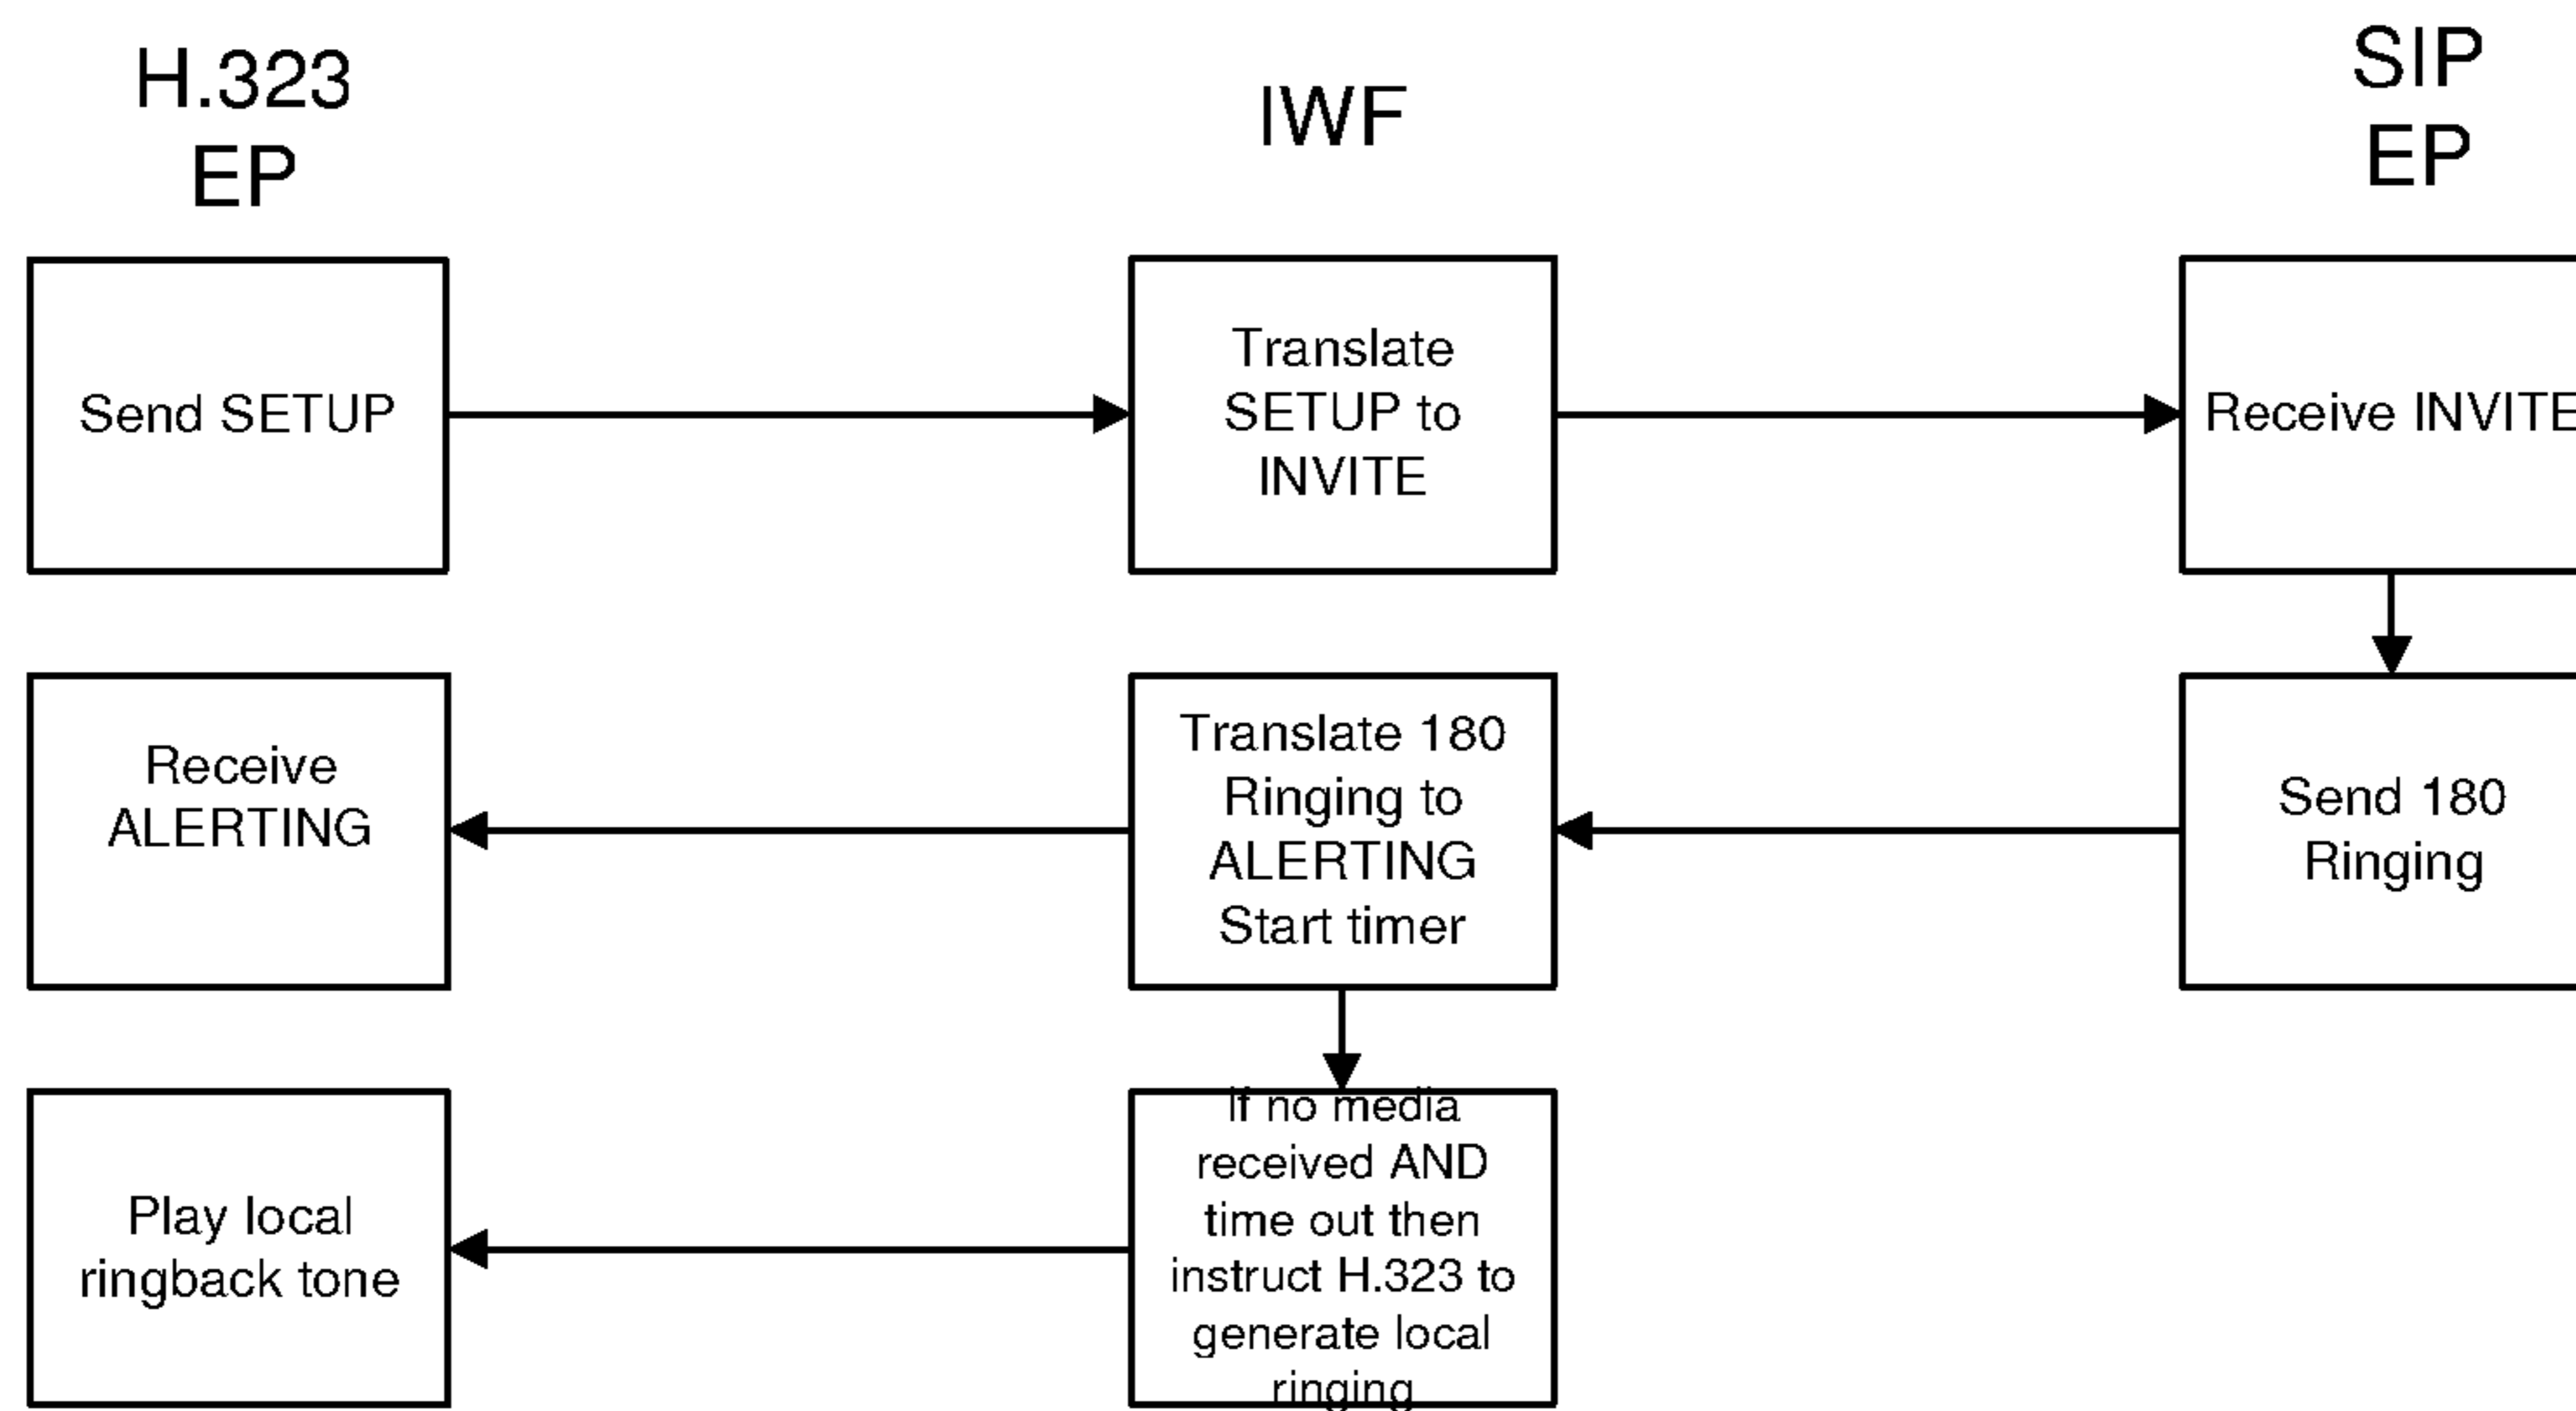 H.323
EP
IWF
SIP
EP
Send SETUP
Translate
SETUP to
INVITE
Receive INVITE
Receive
ALERTING
Translate 180
Ringing to
ALERTING
Start timer
Send 180
Ringing
Play local
ringback tone
If no media
received AND
time out then
instruct H.323 to
generate local
ringing